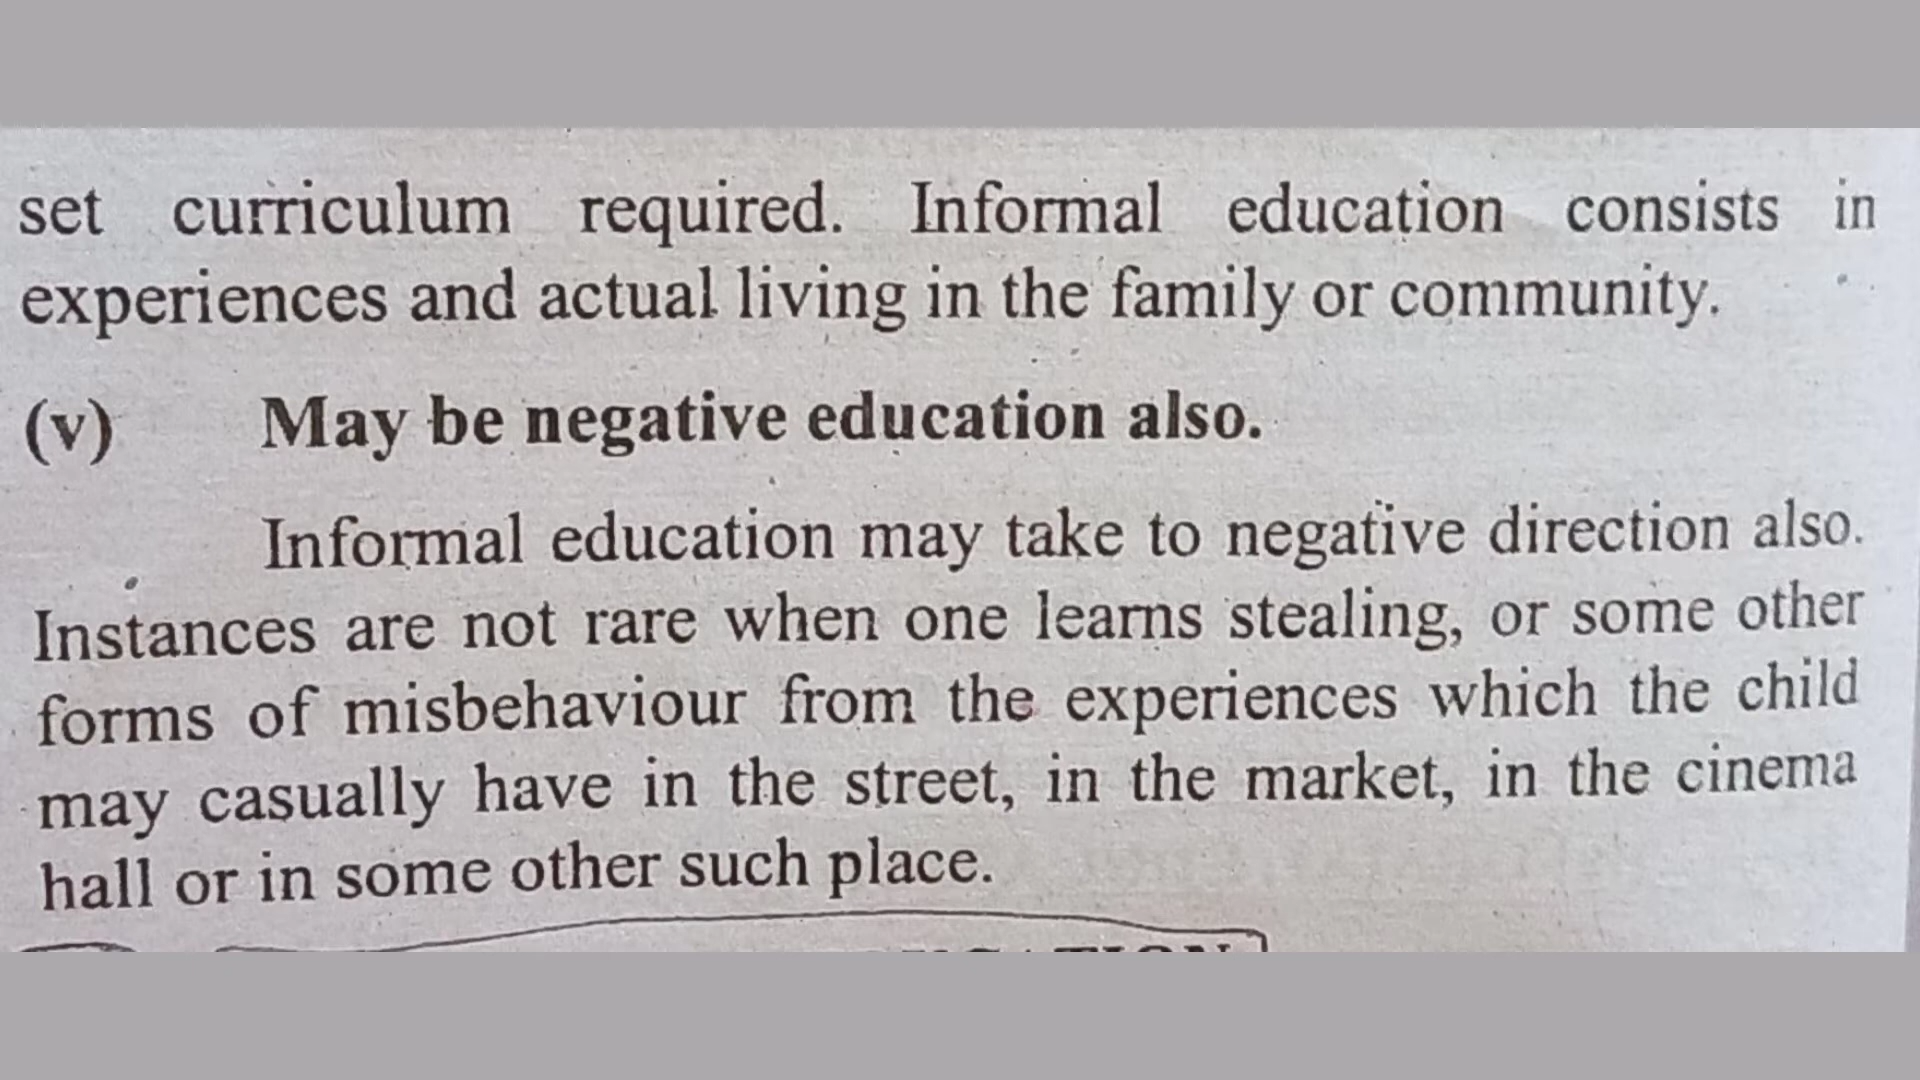 set curriculum required. Informal education consists in
experiences and actual living in the family or community.
(v) May be negative education also.
Informal education may take to negative direction also.
Instances are not rare when one learns stealing, or some other
forms of misbehaviour from the experiences which the child
may casually have in the street, in the market, in the cinema
hall or in some other such place.